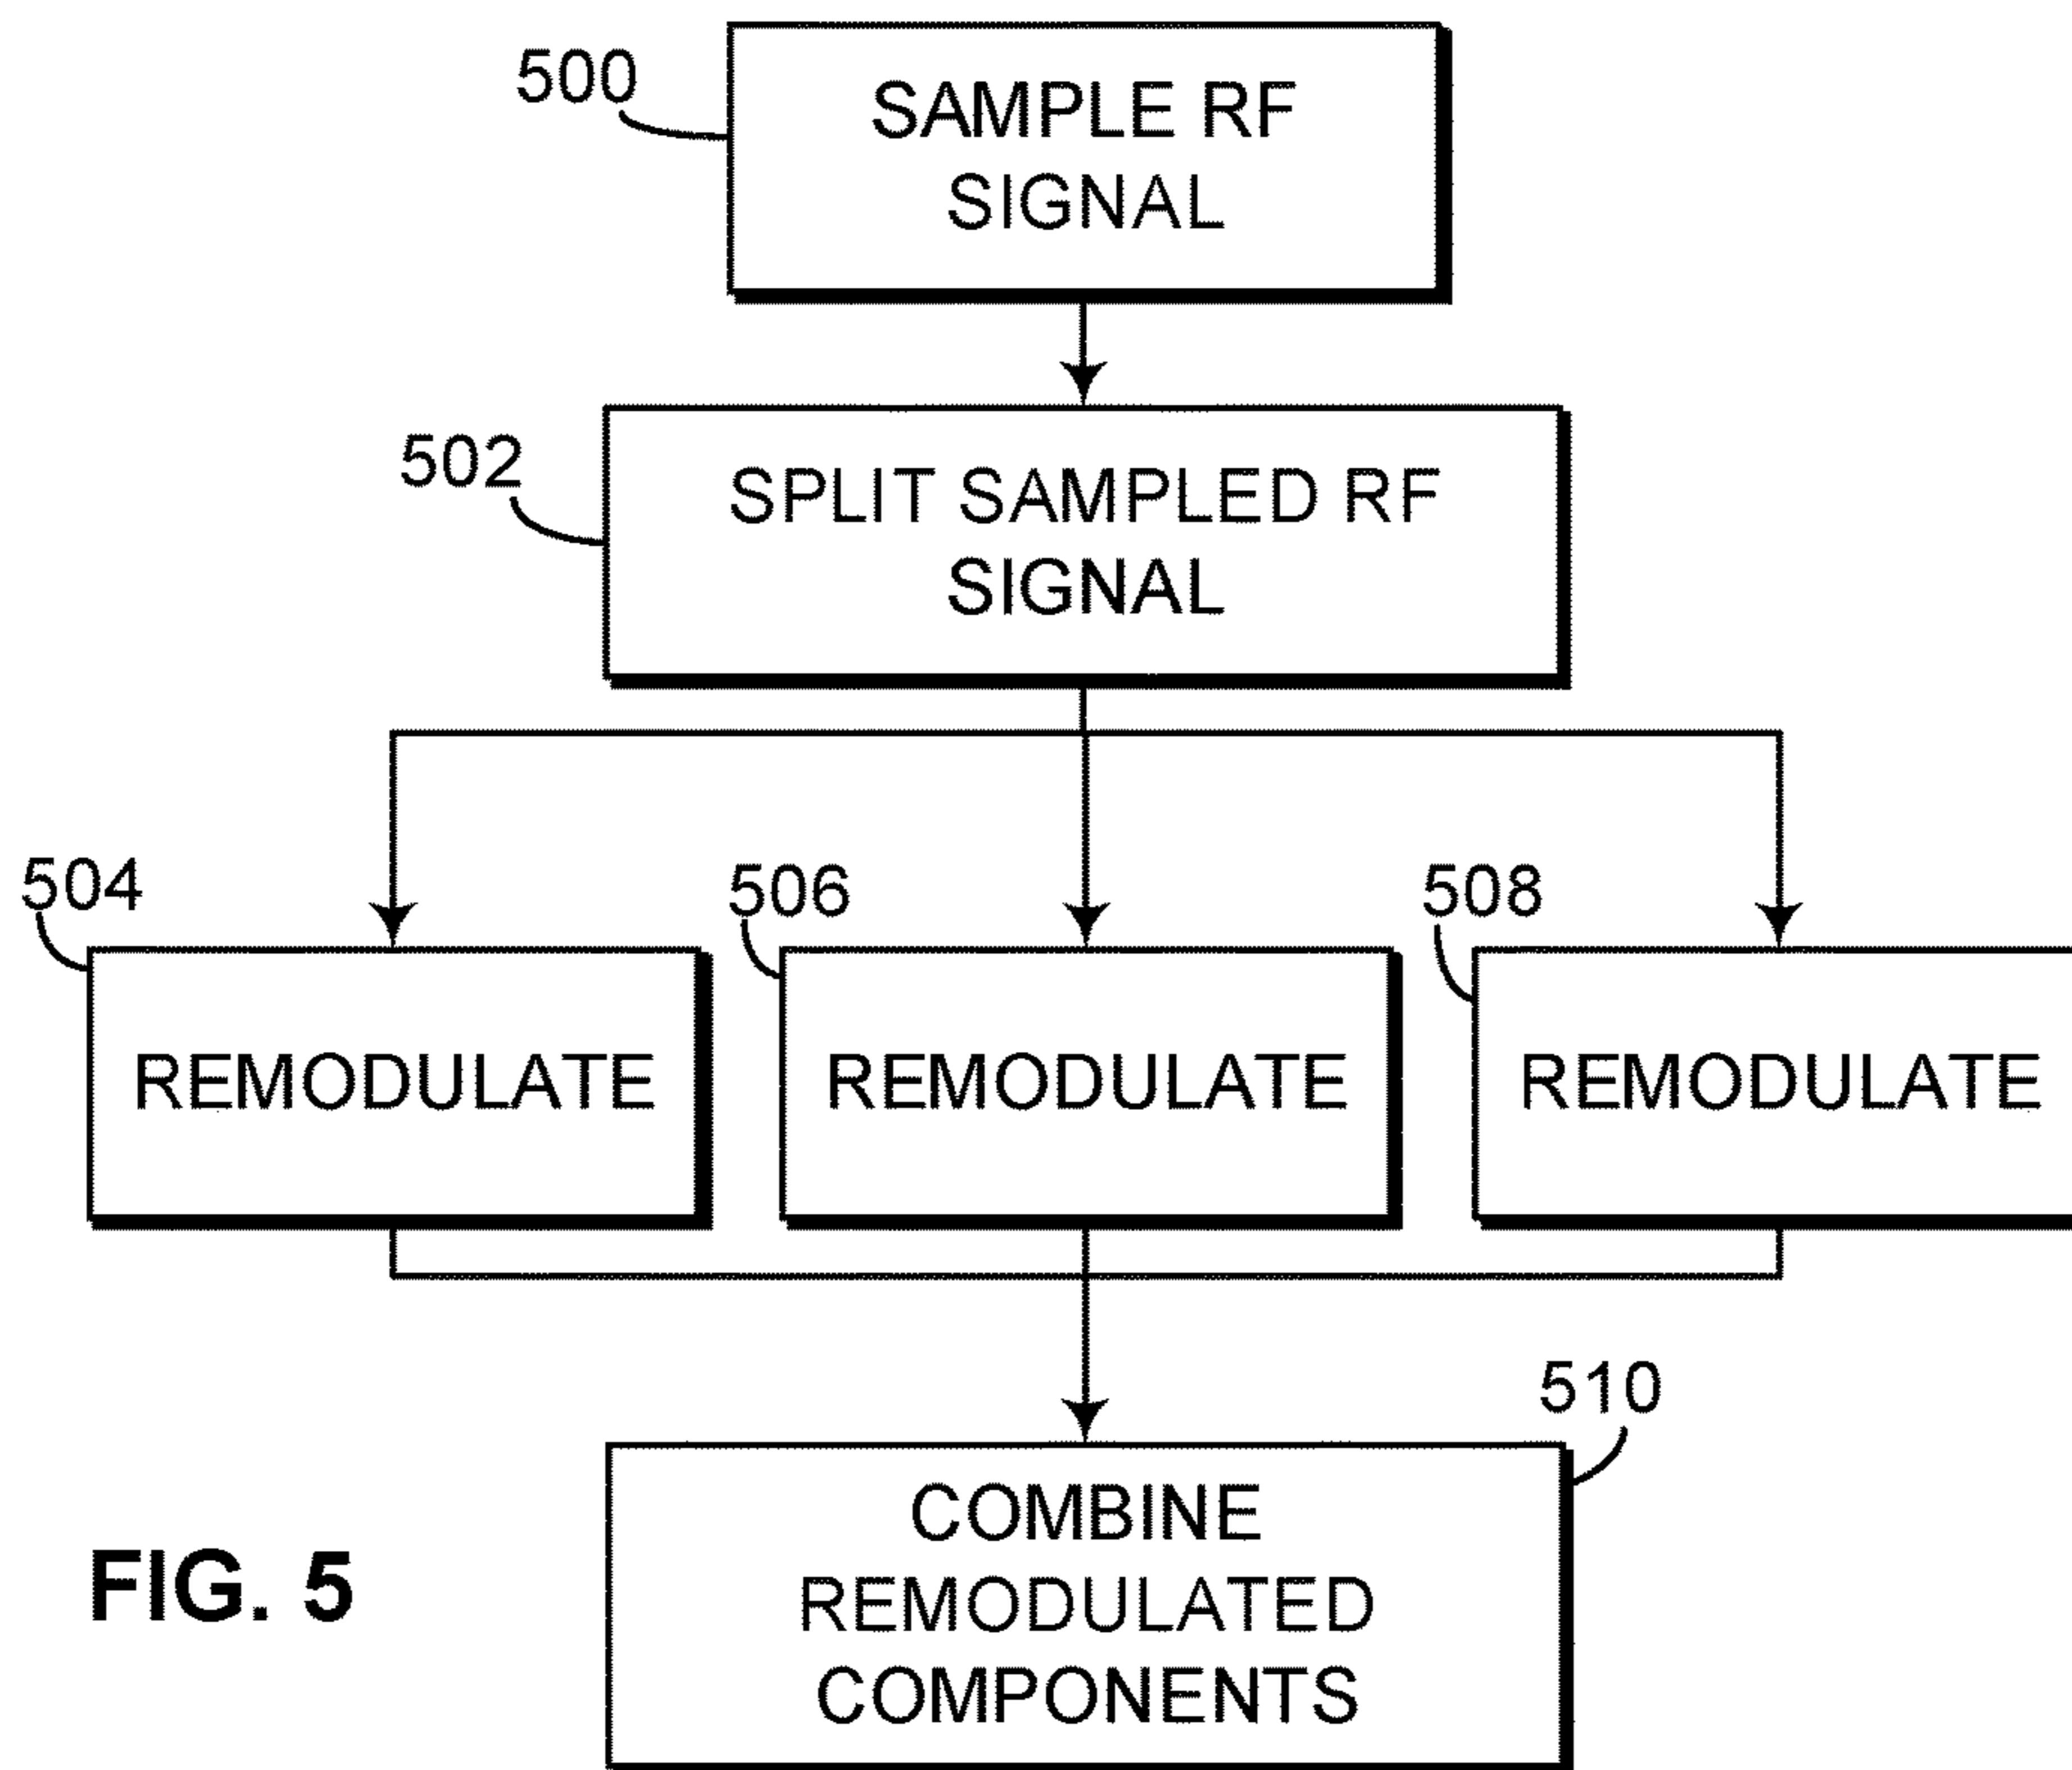 500
SAMPLE RF
SIGNAL
502
SPLIT SAMPLED RF
SIGNAL
504
506
508
REMODULATE
REMODULATE
REMODULATE
510
COMBINE
REMODULATED
COMPONENTS
FIG. 5